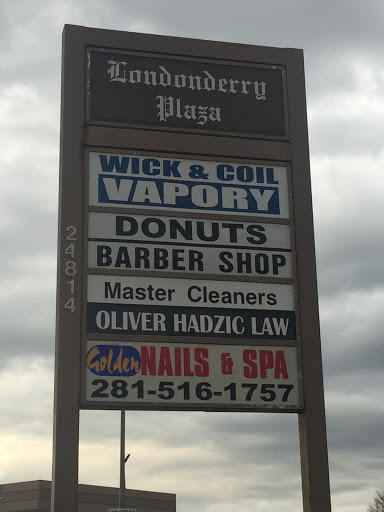 Londonderry
Plaza
WICK & COIL
VAPORY
DONUTS
BARBER SHOP
Master Cleaners
OLIVER HADZIC LAW
Golden NAILS & SPA
281-516-1757
24814